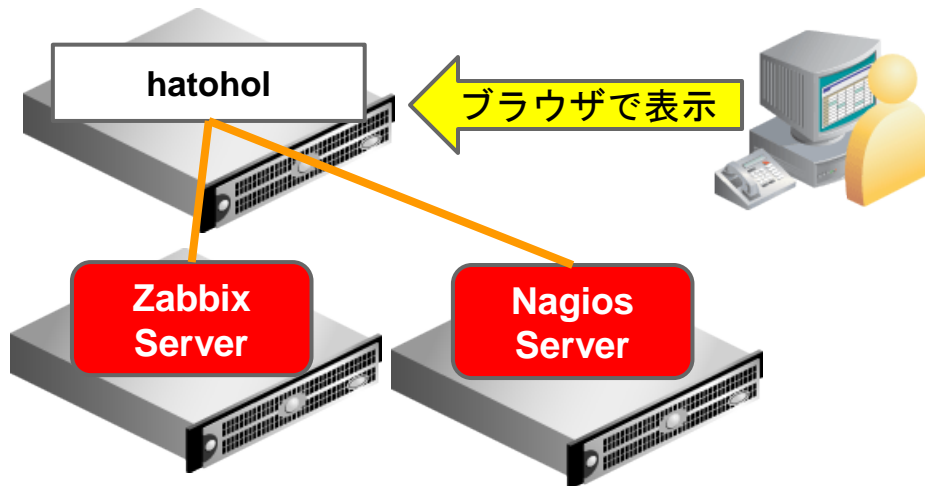 hatohol
ブラウザで表示
Zabbix
Server
Nagios
Server